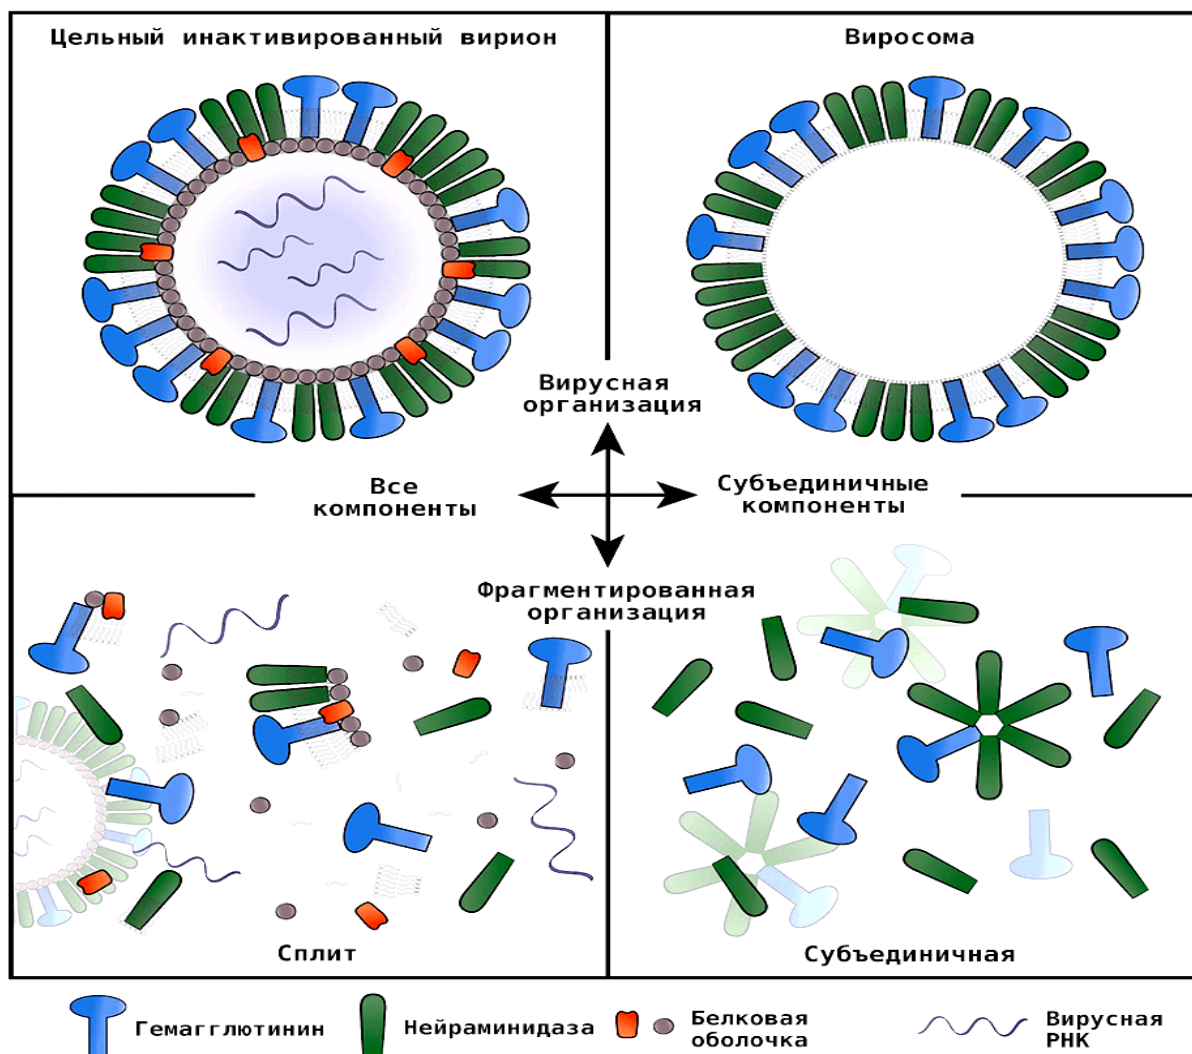 Цельный инактивированный вирион
Виросома
Вирусная
организация
Все
компоненты
Субъединичные
компоненты
Фрагментированная
организация
Сплит
Субъединичная
Гемагглютинин
Нейраминидаза
Белковая
оболочка
Вирусная
РНК